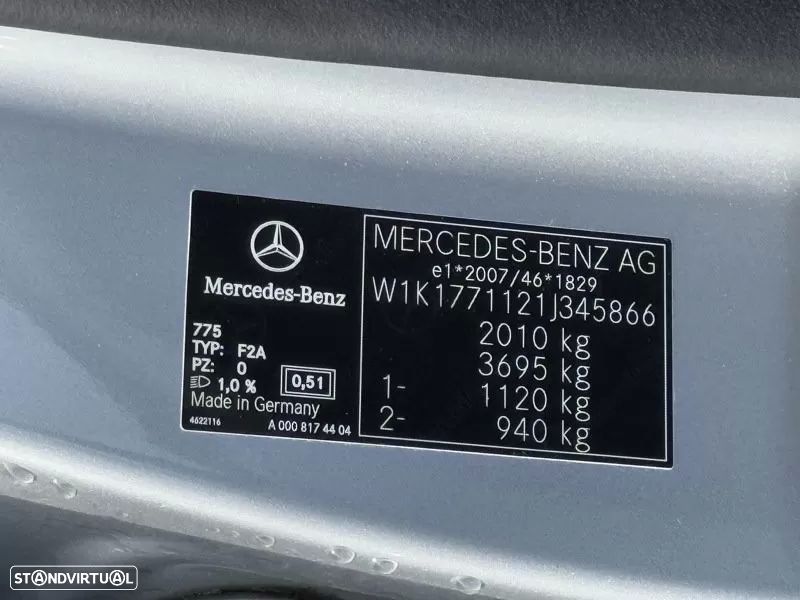 Mercedes-Benz
775
TYP: F2A
PZ: 0
1,0 %
0,51
Made in Germany
4622116
A 000 817 44 04
MERCEDES-BENZ AG
e1*2007/46*1829
W1K1771121J345866
2010 kg
3695 kg
1- 1120 kg
2- 940 kg
STANDVIRTUAL